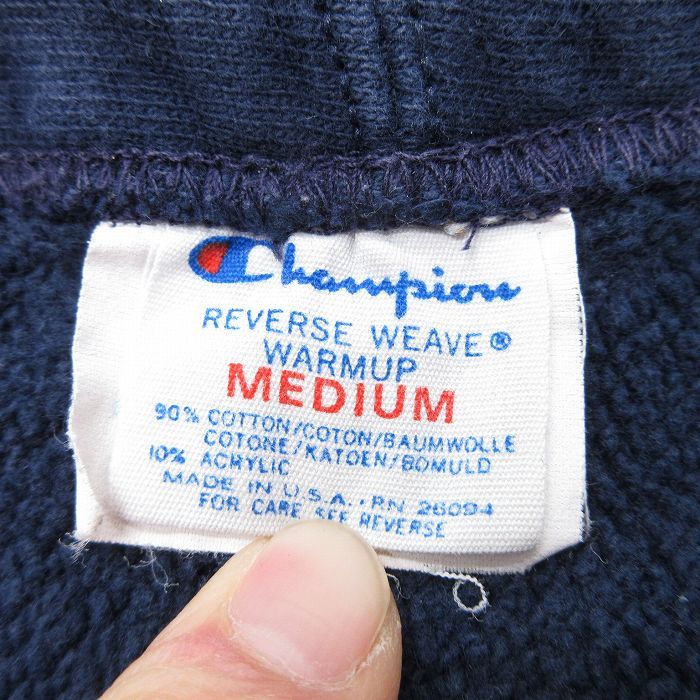 Champion
REVERSE WEAVE®
WARMUP
MEDIUM
90% COTTON/COTON/BAUMWOLLE
COTONE/KATOEN/BOMULD
10% ACRYLIC
MADE IN U.S.A. · RN 26094
FOR CARE SEE REVERSE